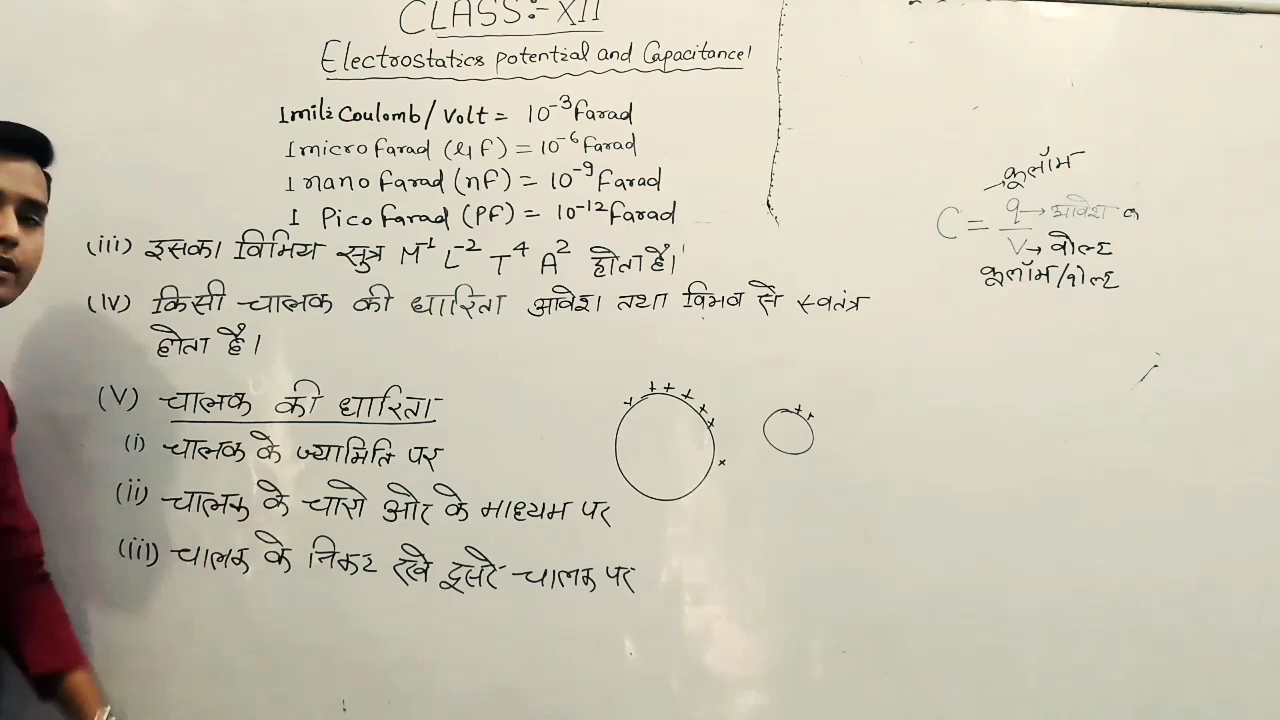 CLASS:- XII
Electrostatics potential and Capacitance
1 mili Coulomb/Volt = 10⁻³ Farad
1 micro farad (μF) = 10⁻⁶ Farad
1 nano farad (nF) = 10⁻⁹ Farad
1 Pico farad (PF) = 10⁻¹² Farad
(iii) इसका विमिय सुत्र M⁻¹ L⁻² T⁴ A² होता है।
(iv) किसी चालक की धारिता आवेश तथा विभव से स्वतंत्र
होता है।
(v) चालक की धारिता
(i) चालक के ज्यामिति पर
(ii) चालक के चारो ओर के माध्यम पर
(iii) चालक के निकट रखे दुसरे चालक पर
→ कूलॉम
C = q → आवेश
V → वोल्ट
कूलॉम/वोल्ट